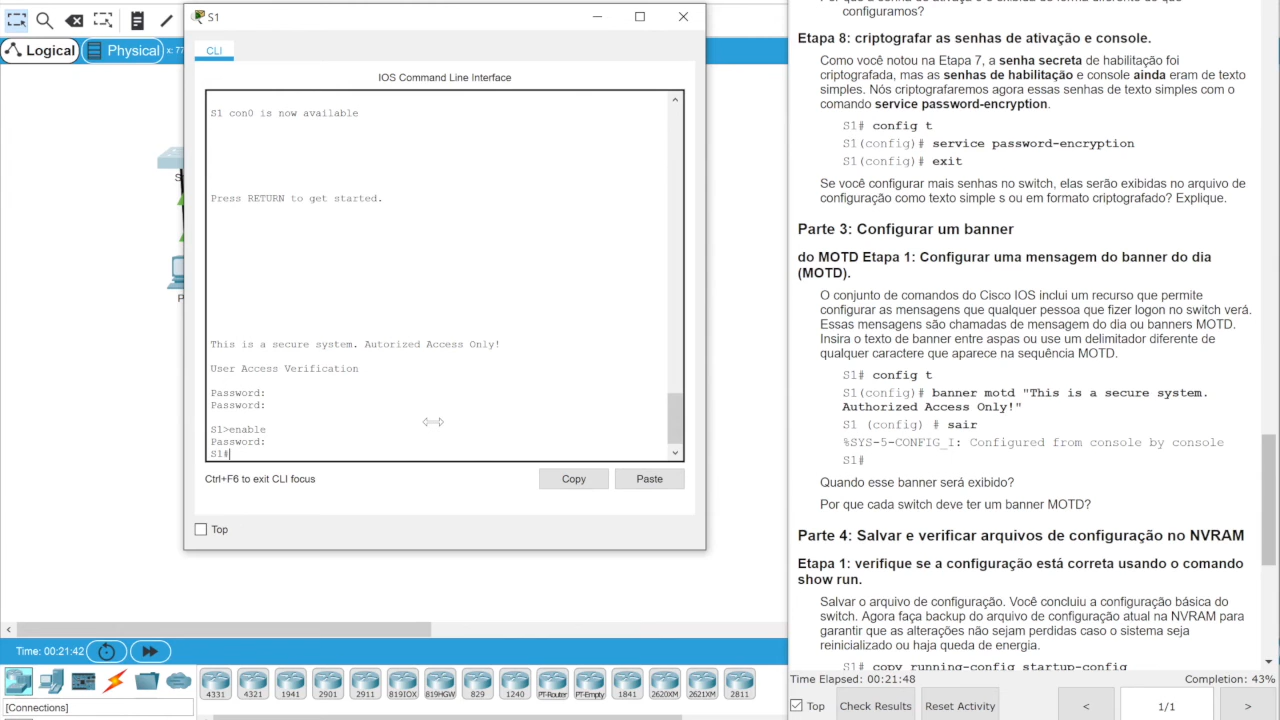 S1
Logical
Physical
x: 77
CLI
IOS Command Line Interface
S1 con0 is now available
Press RETURN to get started.
This is a secure system. Autorized Access Only!
User Access Verification
Password:
Password:
S1>enable
Password:
S1#
Ctrl+F6 to exit CLI focus
Copy
Paste
Top
Time: 00:21:42
4331
4321
1941
2901
2911
819IOX
819HGW
829
1240
PT-Router
PT-Empty
1841
2620XM
2621XM
2811
[Connections]
configuramos?
Etapa 8: criptografar as senhas de ativação e console.
Como você notou na Etapa 7, a senha secreta de habilitação foi
criptografada, mas as senhas de habilitação e console ainda eram de texto
simples. Nós criptografaremos agora essas senhas de texto simples com o
comando service password-encryption.
S1# config t
S1(config)# service password-encryption
S1(config)# exit
Se você configurar mais senhas no switch, elas serão exibidas no arquivo de
configuração como texto simple s ou em formato criptografado? Explique.
Parte 3: Configurar um banner
do MOTD Etapa 1: Configurar uma mensagem do banner do dia
(MOTD).
O conjunto de comandos do Cisco IOS inclui um recurso que permite
configurar as mensagens que qualquer pessoa que fizer logon no switch verá.
Essas mensagens são chamadas de mensagem do dia ou banners MOTD.
Insira o texto de banner entre aspas ou use um delimitador diferente de
qualquer caractere que aparece na sequência MOTD.
S1# config t
S1(config)# banner motd "This is a secure system.
Authorized Access Only!"
S1 (config) # sair
%SYS-5-CONFIG_I: Configured from console by console
S1#
Quando esse banner será exibido?
Por que cada switch deve ter um banner MOTD?
Parte 4: Salvar e verificar arquivos de configuração no NVRAM
Etapa 1: verifique se a configuração está correta usando o comando
show run.
Salvar o arquivo de configuração. Você concluiu a configuração básica do
switch. Agora faça backup do arquivo de configuração atual na NVRAM para
garantir que as alterações não sejam perdidas caso o sistema seja
reinicializado ou haja queda de energia.
S1# copy running-config startup-config
Time Elapsed: 00:21:48
Completion: 43%
Top
Check Results
Reset Activity
<
1/1
>